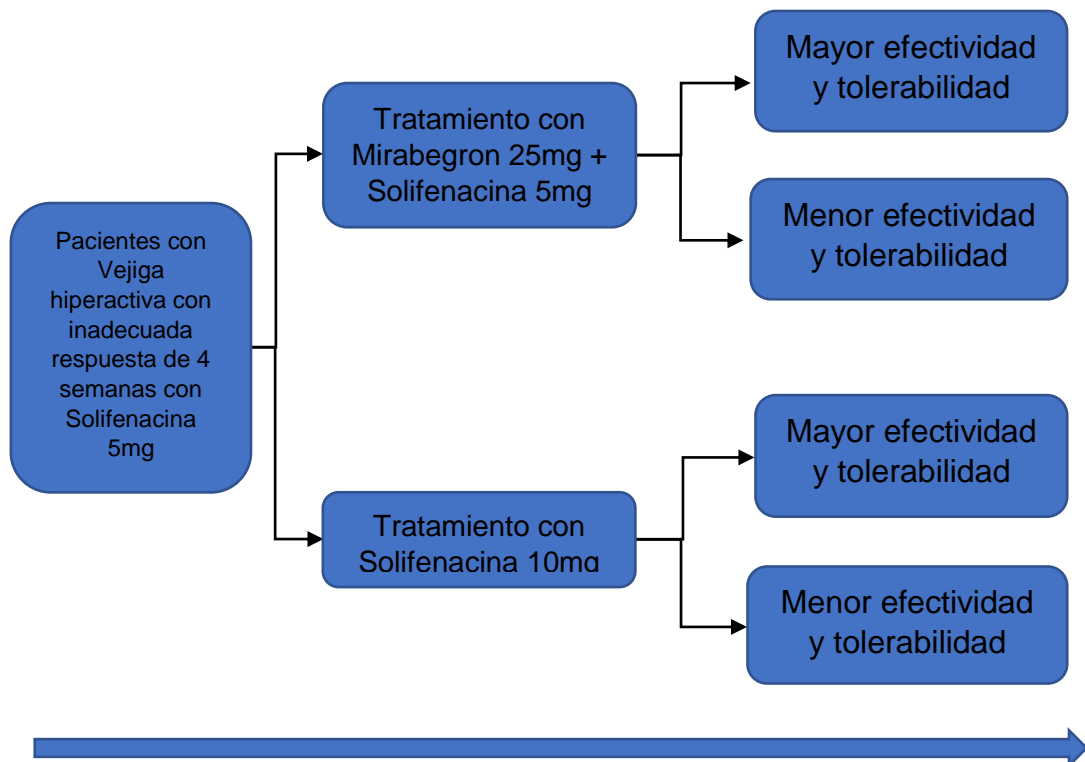 Pacientes con
Vejiga
hiperactiva con
inadecuada
respuesta de 4
semanas con
Solifenacina
5mg
Tratamiento con
Mirabegron 25mg +
Solifenacina 5mg
Mayor efectividad
y tolerabilidad
Menor efectividad
y tolerabilidad
Tratamiento con
Solifenacina 10mg
Mayor efectividad
y tolerabilidad
Menor efectividad
y tolerabilidad